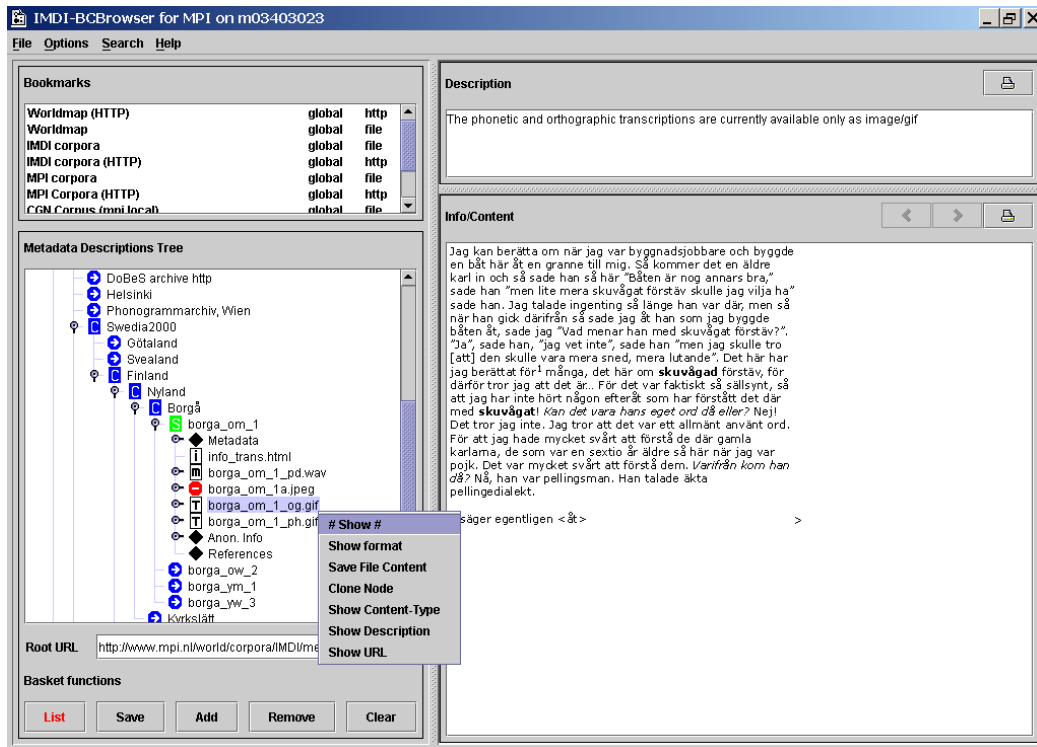 IMDI-BCBrowser for MPI on m03403023
File Options Search Help
Bookmarks
Worldmap (HTTP) global http
Worldmap global file
IMDI corpora global file
IMDI corpora (HTTP) global http
MPI corpora global file
MPI Corpora (HTTP) global http
CGN Corpus (mpi local) global file
Metadata Descriptions Tree
DoBeS archive http
Helsinki
Phonogrammarchiv, Wien
C Swedia2000
Götaland
Svealand
C Finland
C Nyland
C Borgå
S borga_om_1
Metadata
i info_trans.html
m borga_om_1_pd.wav
borga_om_1a.jpeg
T borga_om_1_og.gif
T borga_om_1_ph.gif
Anon. Info
References
borga_ow_2
borga_ym_1
borga_yw_3
Kyrkslätt
# Show #
Show format
Save File Content
Clone Node
Show Content-Type
Show Description
Show URL
Root URL http://www.mpi.nl/world/corpora/IMDI/me
Basket functions
List Save Add Remove Clear
Description
The phonetic and orthographic transcriptions are currently available only as image/gif
Info/Content
Jag kan berätta om när jag var byggnadsjobbare och byggde
en båt här åt en granne till mig. Så kommer det en äldre
karl in och så sade han så här "Båten är nog annars bra,"
sade han "men lite mera skuvågat förstäv skulle jag vilja ha"
sade han. Jag talade ingenting så länge han var där, men så
när han gick därifrån så sade jag åt han som jag byggde
båten åt, sade jag "Vad menar han med skuvågat förstäv?".
"Ja", sade han, "jag vet inte", sade han "men jag skulle tro
[att] den skulle vara mera sned, mera lutande". Det här har
jag berättat för¹ många, det här om skuvågad förstäv, för
därför tror jag att det är... För det var faktiskt så sällsynt, så
att jag har inte hört någon efteråt som har förstått det där
med skuvågat! Kan det vara hans eget ord då eller? Nej!
Det tror jag inte. Jag tror att det var ett allmänt använt ord.
För att jag hade mycket svårt att förstå de där gamla
karlarna, de som var en sextio år äldre så här när jag var
pojk. Det var mycket svårt att förstå dem. Varifrån kom han
då? Nå, han var pellingsman. Han talade äkta
pellingedialekt.
säger egentligen <åt> >